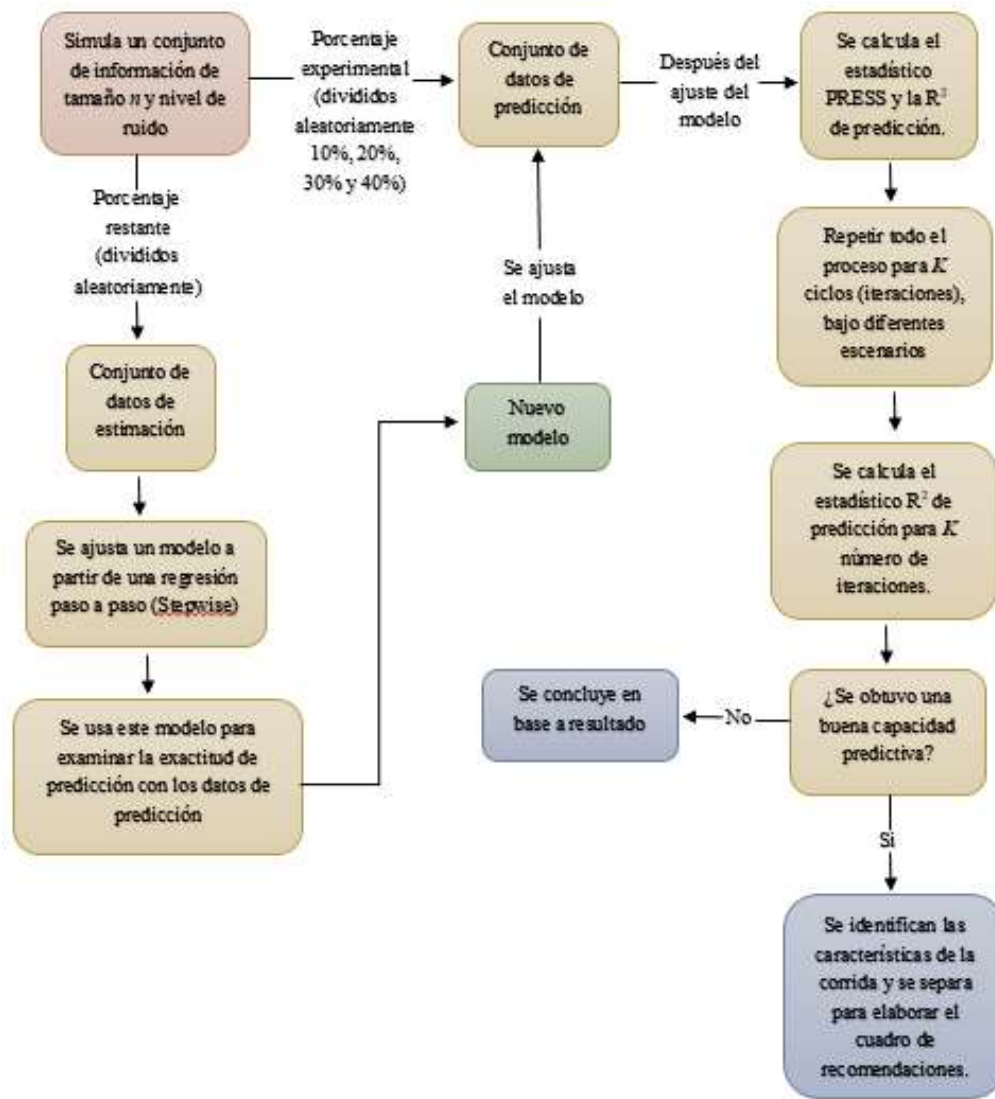 Simula un conjunto
de información de
tamaño n y nivel de
ruido
Porcentaje
experimental
(divididos
aleatoriamente
10%, 20%,
30% y 40%)
Conjunto de
datos de
predicción
Después del
ajuste del
modelo
Se calcula el
estadístico
PRESS y la R²
de predicción.
Porcentaje
restante
(divididos
aleatoriamente)
Se ajusta
el modelo
Repetir todo el
proceso para K
ciclos (iteraciones),
bajo diferentes
escenarios
Conjunto de
datos de
estimación
Nuevo
modelo
Se calcula el
estadístico R² de
predicción para K
número de
iteraciones.
Se ajusta un modelo a
partir de una regresión
paso a paso (Stepwise)
Se usa este modelo para
examinar la exactitud de
predicción con los datos de
predicción
Se concluye en
base a resultado
No
¿Se obtuvo una
buena capacidad
predictiva?
Si
Se identifican las
características de la
corrida y se separa
para elaborar el
cuadro de
recomendaciones.